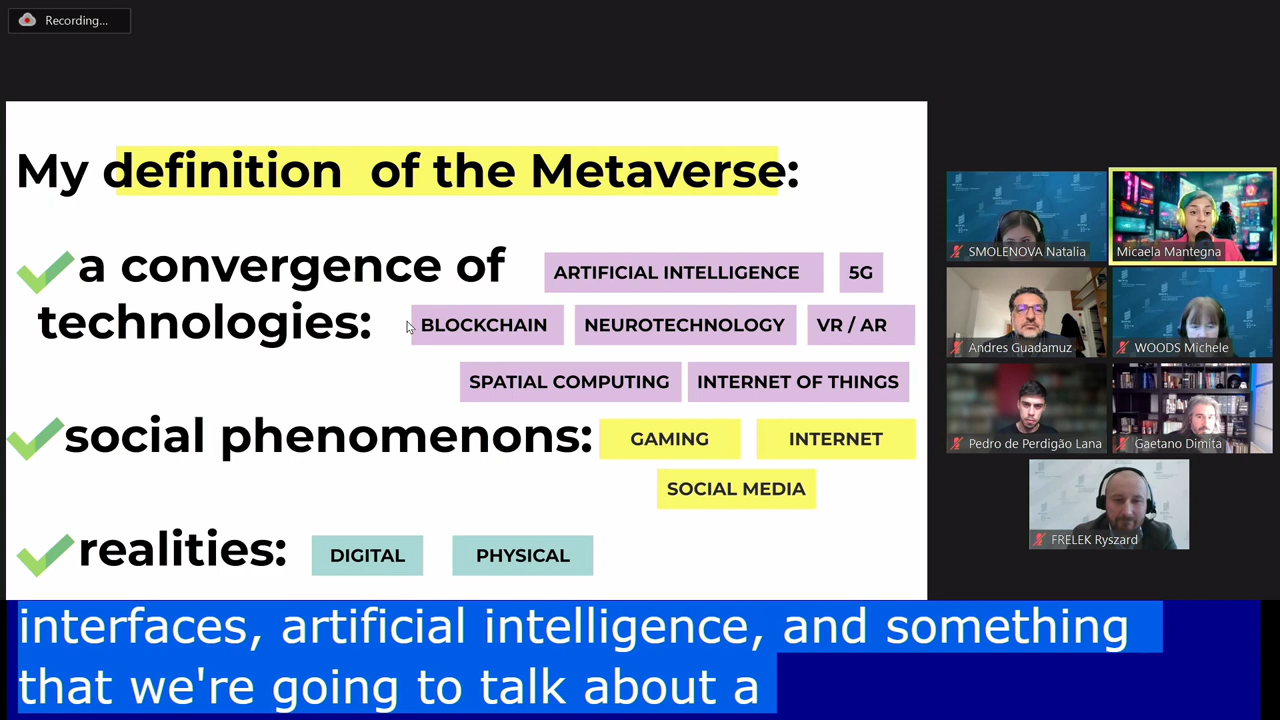 Recording...
My definition of the Metaverse:
a convergence of
technologies:
ARTIFICIAL INTELLIGENCE
5G
BLOCKCHAIN
NEUROTECHNOLOGY
VR / AR
SPATIAL COMPUTING
INTERNET OF THINGS
social phenomenons:
GAMING
INTERNET
SOCIAL MEDIA
realities:
DIGITAL
PHYSICAL
SMOLENOVA Natalia
Micaela Mantegna
Andres Guadamuz
WOODS Michele
Pedro de Perdigão Lana
Gaetano Dimita
FRELEK Ryszard
interfaces, artificial intelligence, and something
that we're going to talk about a